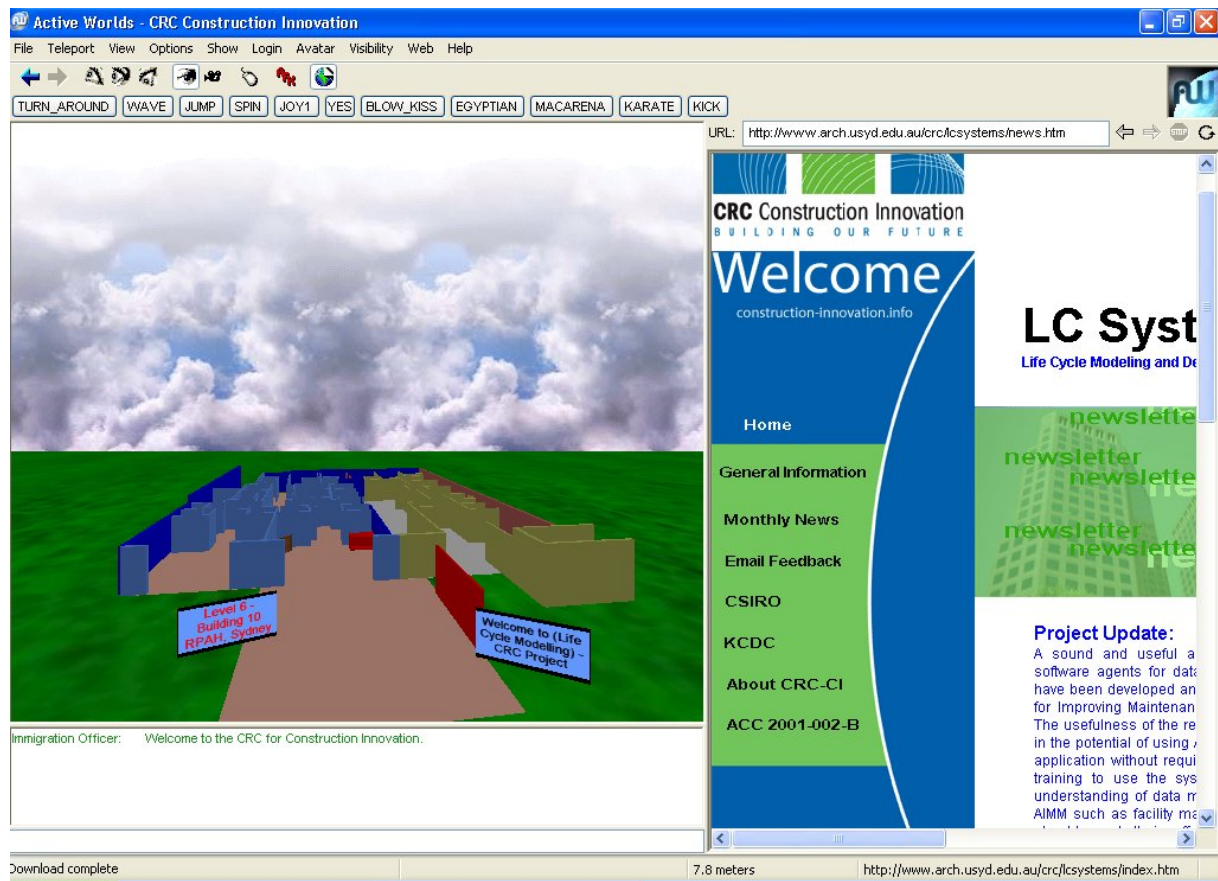 Active Worlds - CRC Construction Innovation
File Teleport View Options Show Login Avatar Visibility Web Help
TURN_AROUND WAVE JUMP SPIN JOY1 YES BLOW_KISS EGYPTIAN MACARENA KARATE KICK
AW
URL: http://www.arch.usyd.edu.au/crc/lcsystems/news.htm
STOP
Level 6 -
Building 10
RPAH, Sydney
Welcome to (Life
Cycle Modelling) -
CRC Project
Immigration Officer: Welcome to the CRC for Construction Innovation.
CRC Construction Innovation
BUILDING OUR FUTURE
Welcome
construction-innovation.info
Home
General Information
Monthly News
Email Feedback
CSIRO
KCDC
About CRC-CI
ACC 2001-002-B
LC Syst
Life Cycle Modeling and De
newslette
newsletter
newslette
ne
newsletter
newslette
ne
Project Update:
A sound and useful a
software agents for data
have been developed an
for Improving Maintenan
The usefulness of the re
in the potential of using
application without requi
training to use the sys
understanding of data m
AIMM such as facility ma
Download complete
7.8 meters
http://www.arch.usyd.edu.au/crc/lcsystems/index.htm